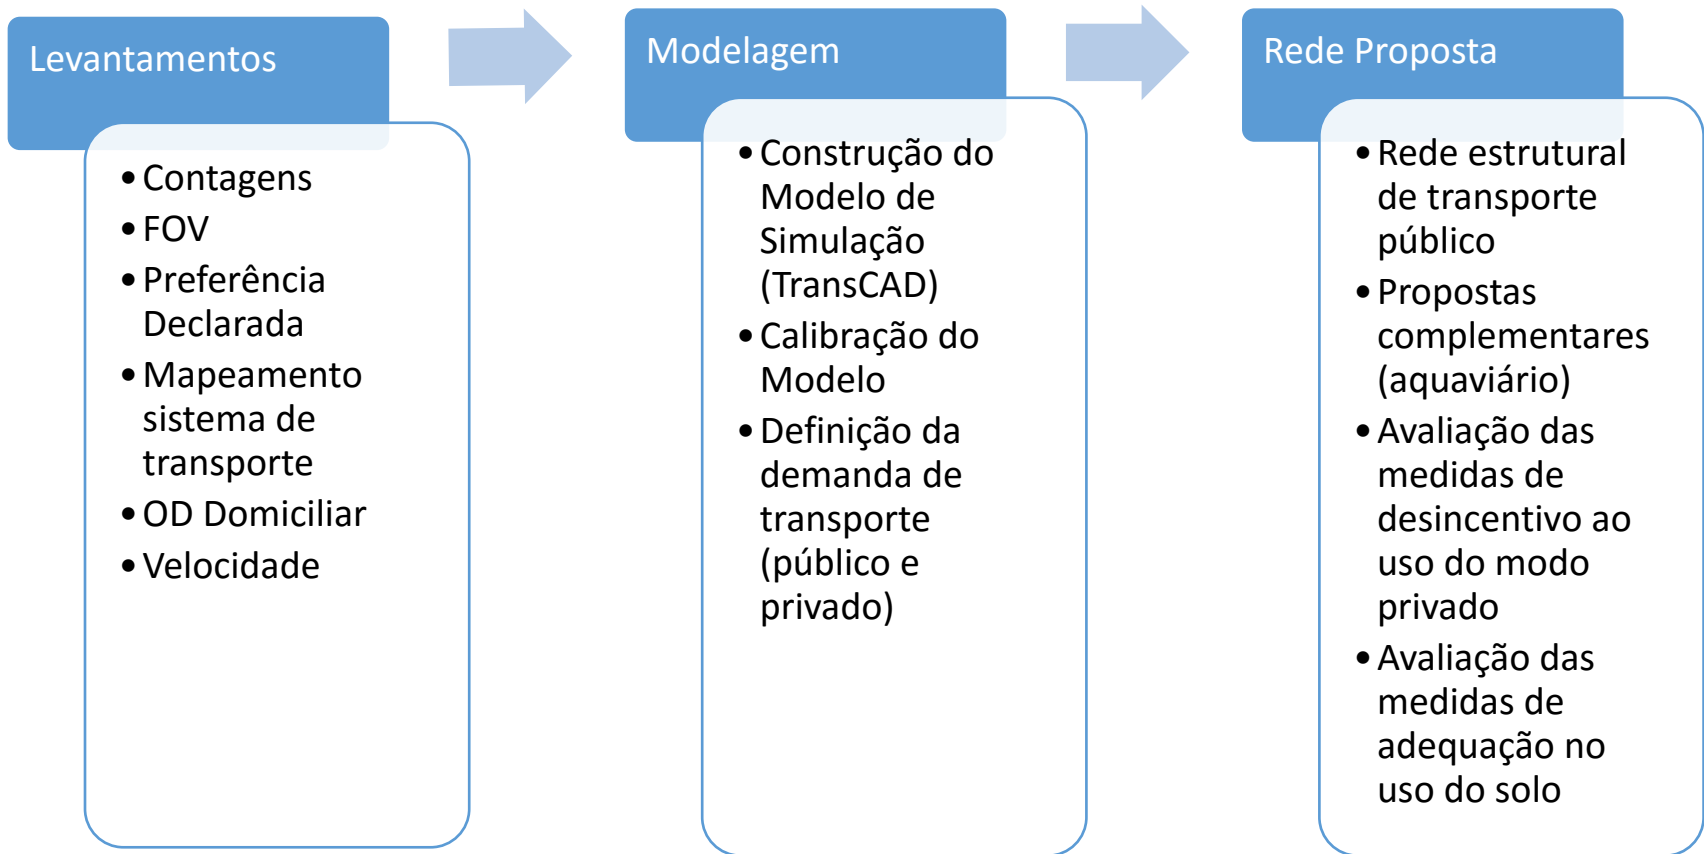 Levantamentos
• Contagens
• FOV
• Preferência
Declarada
• Mapeamento
sistema de
transporte
• OD Domiciliar
• Velocidade
Modelagem
• Construção do
Modelo de
Simulação
(TransCAD)
• Calibração do
Modelo
• Definição da
demanda de
transporte
(público e
privado)
Rede Proposta
• Rede estrutural
de transporte
público
• Propostas
complementares
(aquaviário)
• Avaliação das
medidas de
desincentivo ao
uso do modo
privado
• Avaliação das
medidas de
adequação no
uso do solo